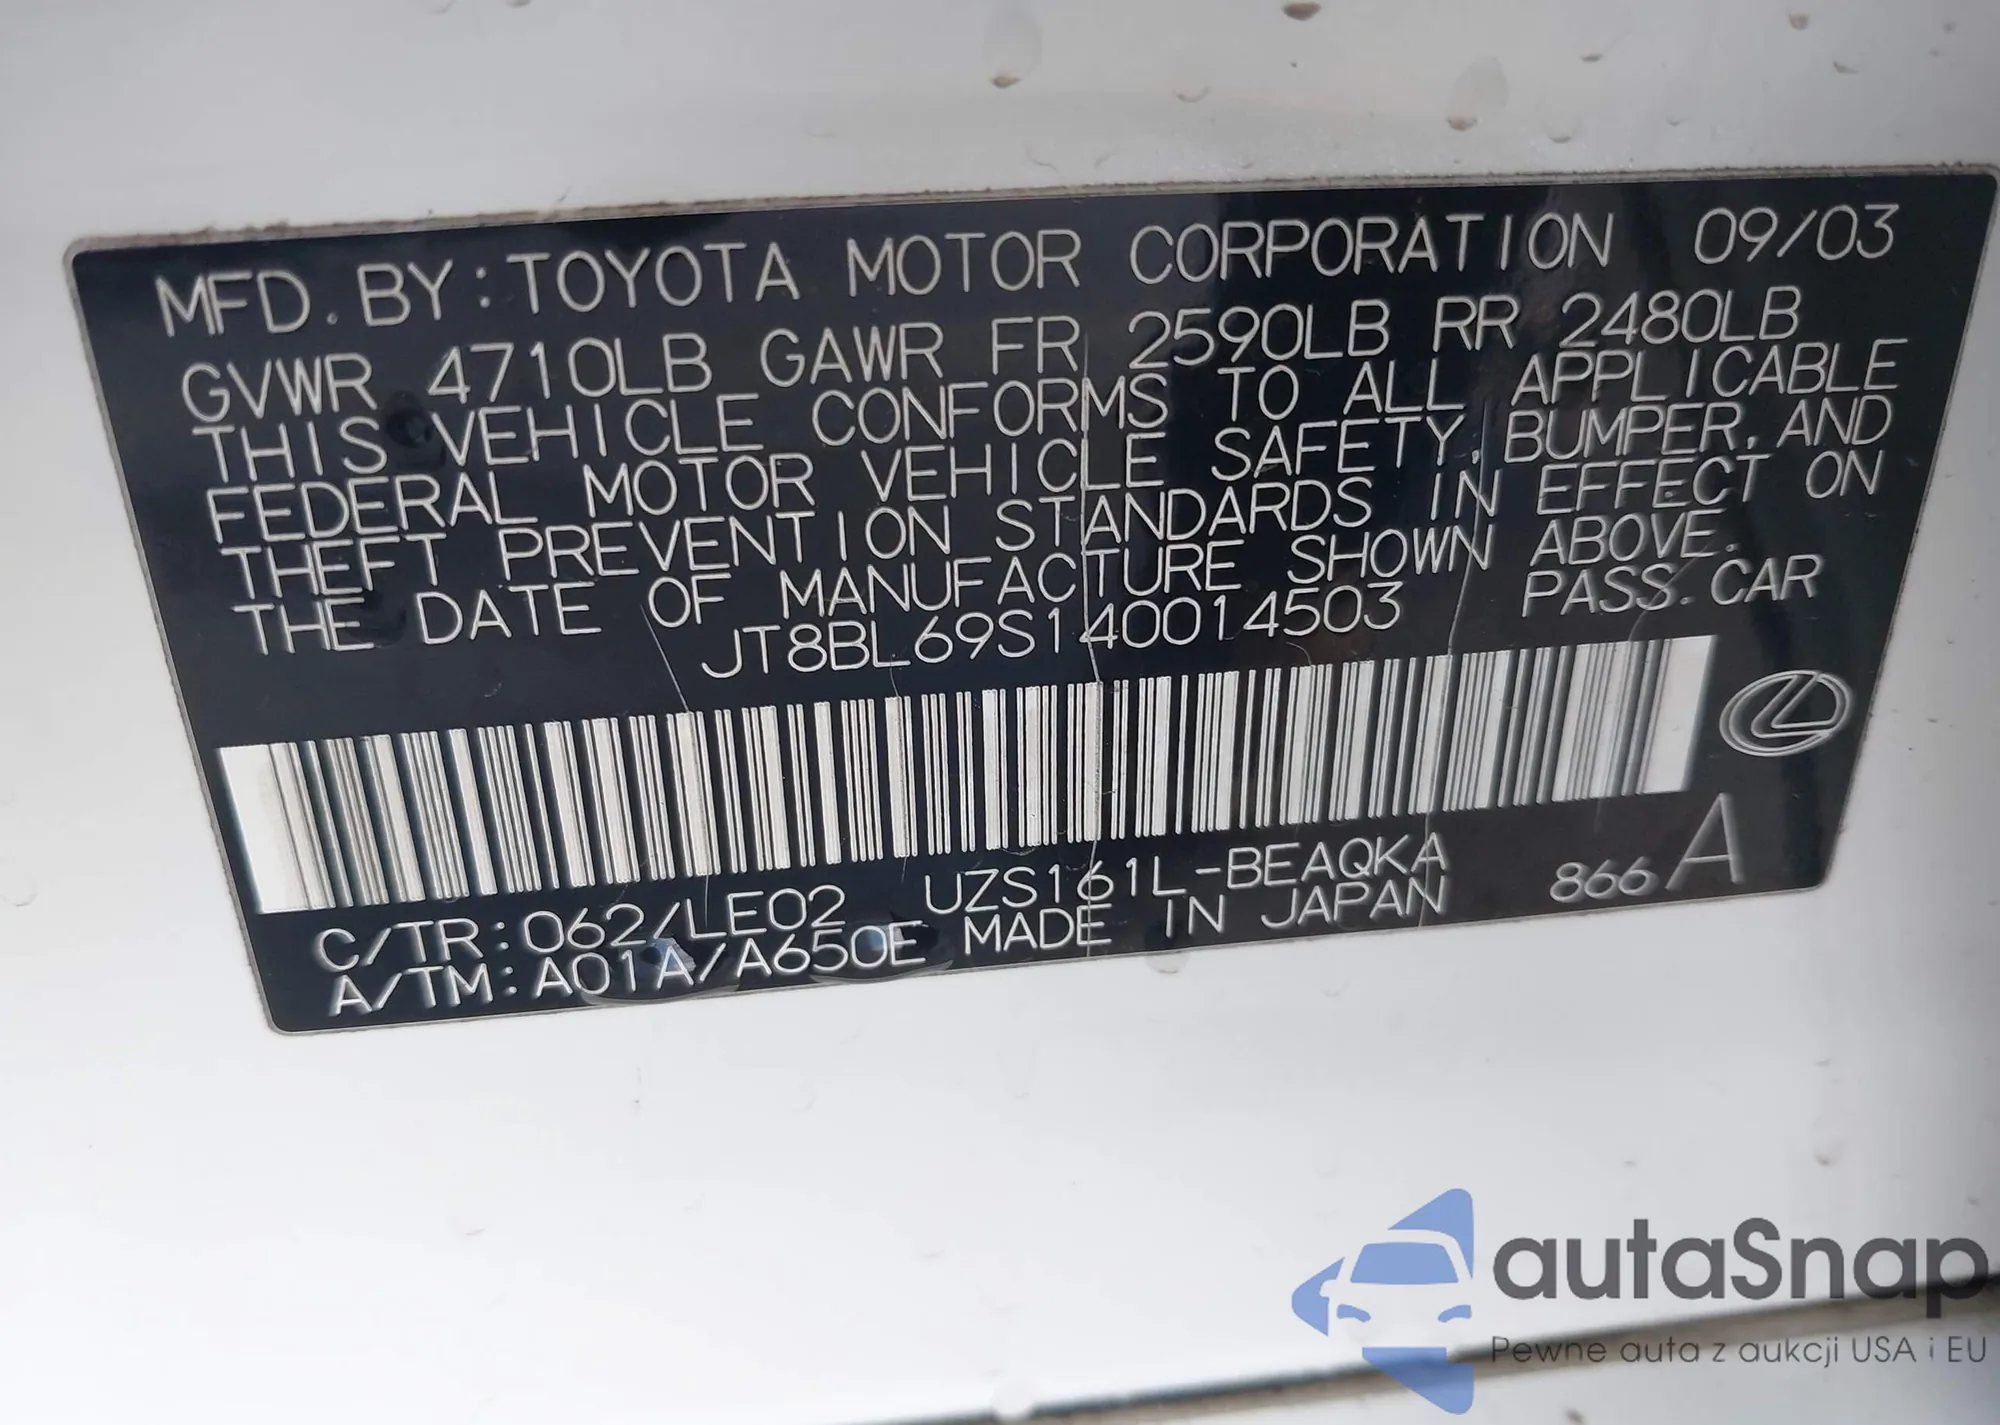 MFD. BY: TOYOTA MOTOR CORPORATION 09/03
GVWR 4710LB GAWR FR 2590LB RR 2480LB
THIS VEHICLE CONFORMS TO ALL APPLICABLE
FEDERAL MOTOR VEHICLE SAFETY, BUMPER, AND
THEFT PREVENTION STANDARDS IN EFFECT ON
THE DATE OF MANUFACTURE SHOWN ABOVE.
JT8BL69S140014503 PASS. CAR
C/TR: 062/LE02 UZS161L-BEAQKA 866 A
A/TM: A01A/A650E MADE IN JAPAN
autaSnap
Pewne auta z aukcji USA i EU